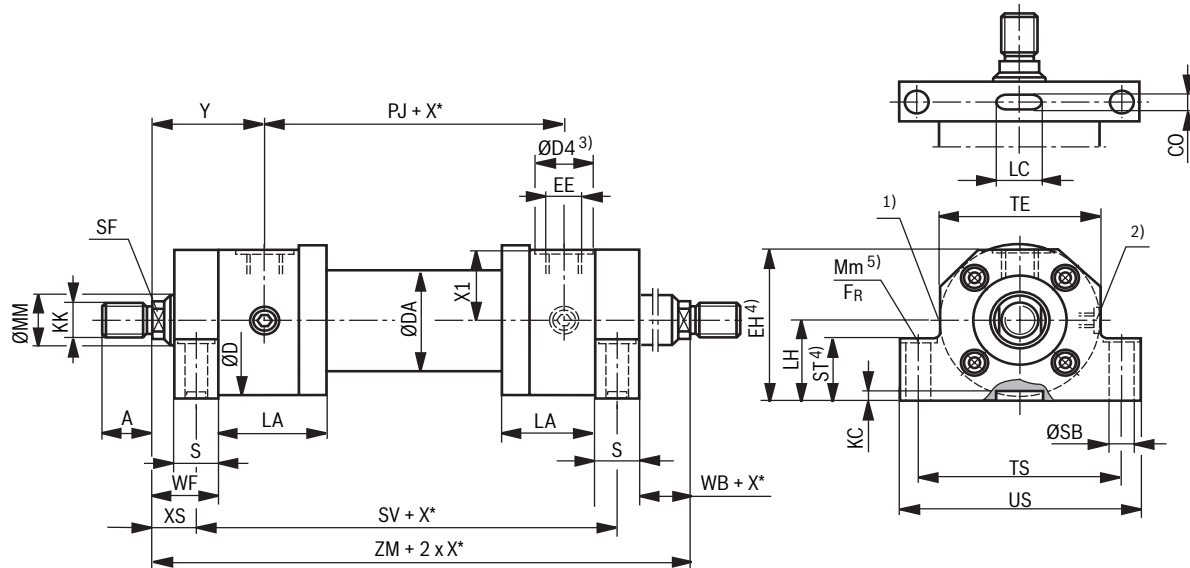 Y
PJ + X*
ØD4 3)
EE
SF
ØMM
KK
ØD
ØDA
X1
A
LA
LA
S
S
WF
WB + X*
XS
SV + X*
ZM + 2 x X*
CO
LC
TE
1)
2)
Mm 5)
FR
EH 4)
LH
ST 4)
KC
ØSB
TS
US